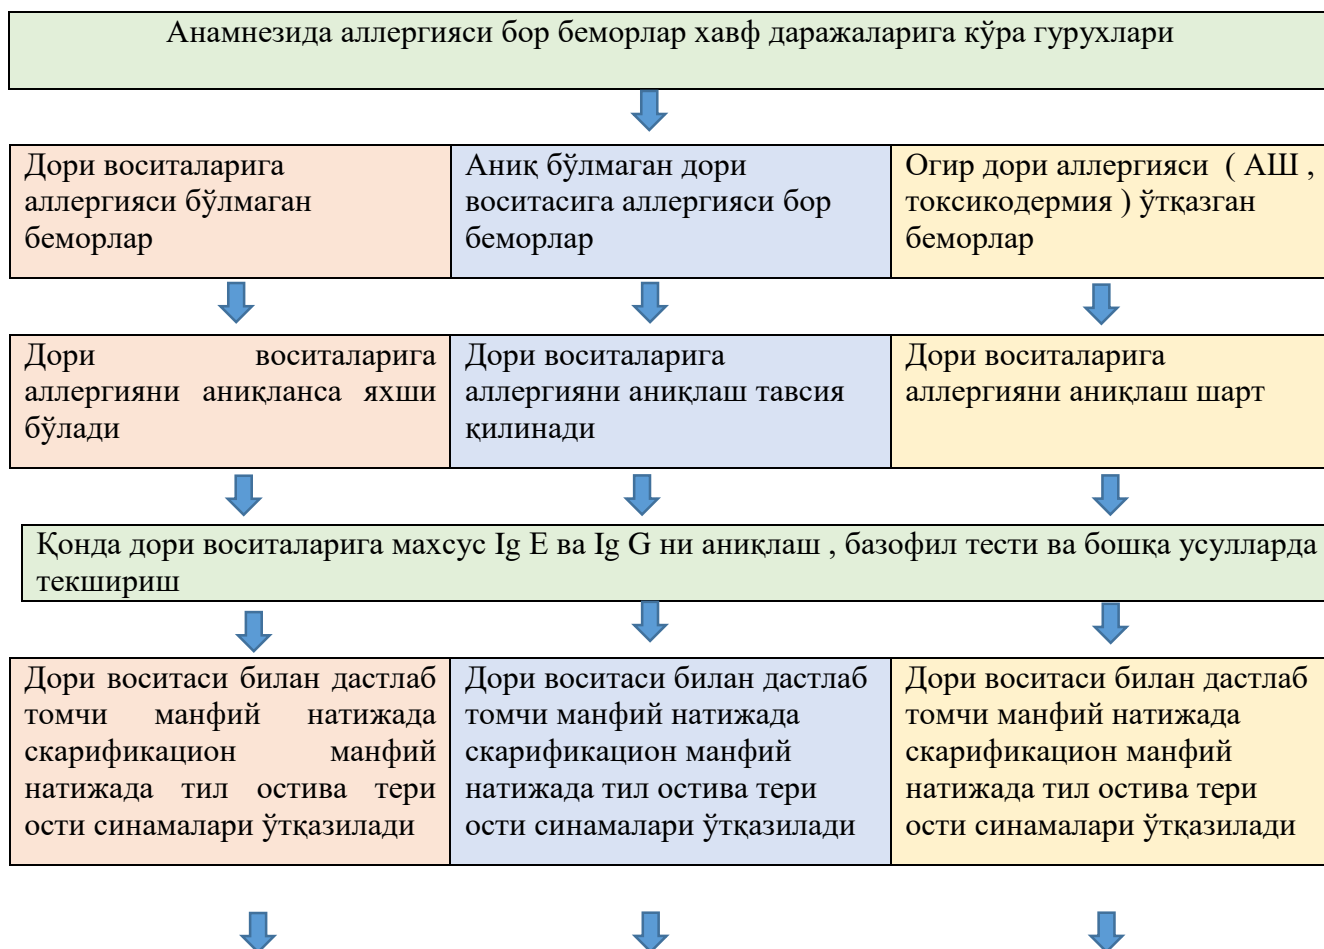 Анамнезида аллергияси бор беморлар хавф даражаларига кўра гурухлари
Дори воситаларига
аллергияси бўлмаган
беморлар
Аниқ бўлмаган дори
воситасига аллергияси бор
беморлар
Огир дори аллергияси ( АШ ,
токсикодермия ) ўтқазган
беморлар
Дори воситаларига
аллергияни аниқланса яхши
бўлади
Дори воситаларига
аллергияни аниқлаш тавсия
қилинади
Дори воситаларига
аллергияни аниқлаш шарт
Қонда дори воситаларига махсус Ig E ва Ig G ни аниқлаш , базофил тести ва бошқа усулларда
текшириш
Дори воситаси билан дастлаб
томчи манфий натижада
скарификацион манфий
натижада тил остива тери
ости синамалари ўтқазилади
Дори воситаси билан дастлаб
томчи манфий натижада
скарификацион манфий
натижада тил остива тери
ости синамалари ўтқазилади
Дори воситаси билан дастлаб
томчи манфий натижада
скарификацион манфий
натижада тил остива тери
ости синамалари ўтқазилади